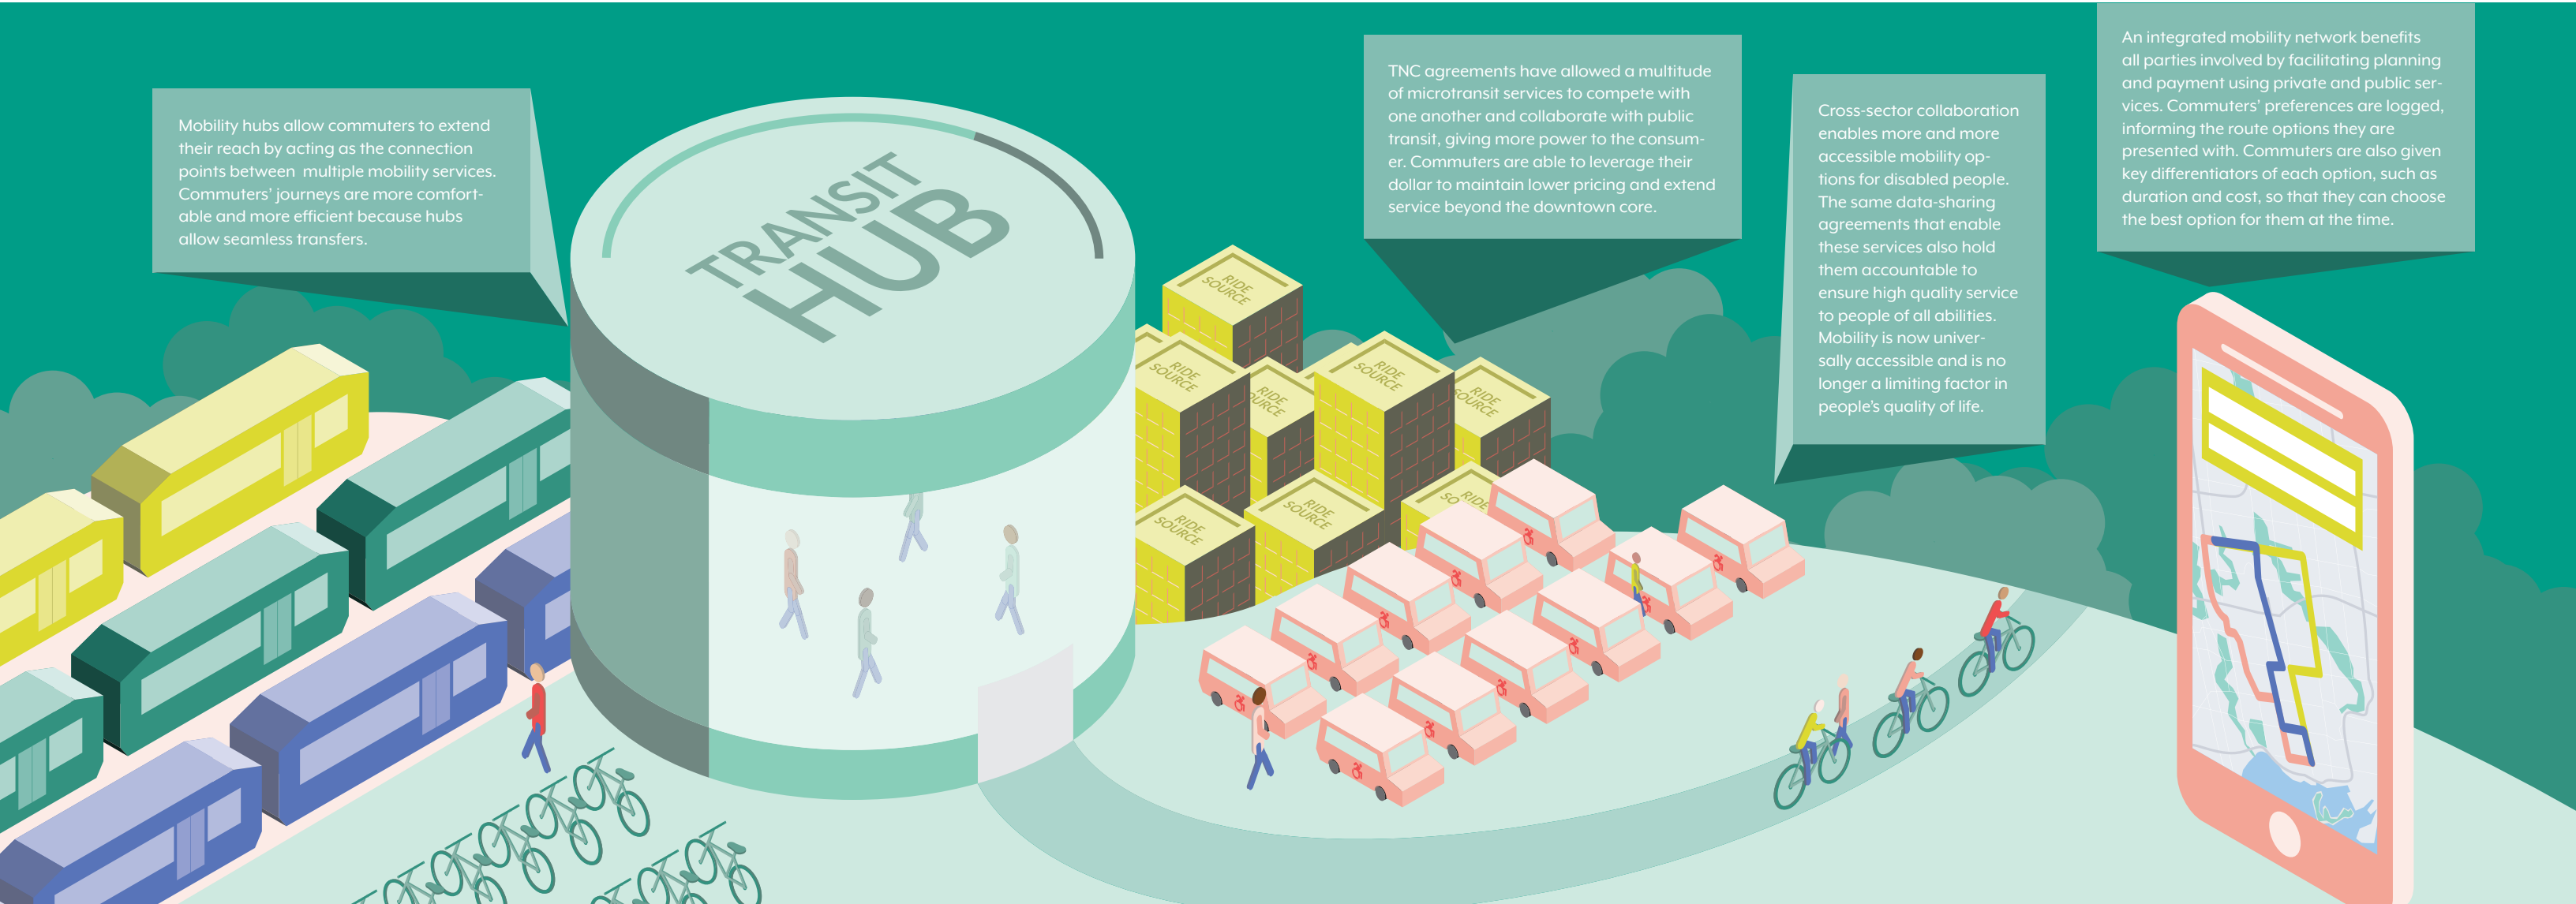 Mobility hubs allow commuters to extend
their reach by acting as the connection
points between multiple mobility services.
Commuters' journeys are more comfort-
able and more efficient because hubs
allow seamless transfers.
TRANSIT
HUB
TNC agreements have allowed a multitude
of microtransit services to compete with
one another and collaborate with public
transit, giving more power to the consum-
er. Commuters are able to leverage their
dollar to maintain lower pricing and extend
service beyond the downtown core.
RIDE
SOURCE
RIDE
SOURCE
OURCE
RIDE
SOURCE
RIDE
SOURCE
RIDE
SOURCE
RIDE
SOURCE
RIDE
SO
Cross-sector collaboration
enables more and more
accessible mobility op-
tions for disabled people.
The same data-sharing
agreements that enable
these services also hold
them accountable to
ensure high quality service
to people of all abilities.
Mobility is now univer-
sally accessible and is no
longer a limiting factor in
people's quality of life.
An integrated mobility network benefits
all parties involved by facilitating planning
and payment using private and public ser-
vices. Commuters' preferences are logged,
informing the route options they are
presented with. Commuters are also given
key differentiators of each option, such as
duration and cost, so that they can choose
the best option for them at the time.